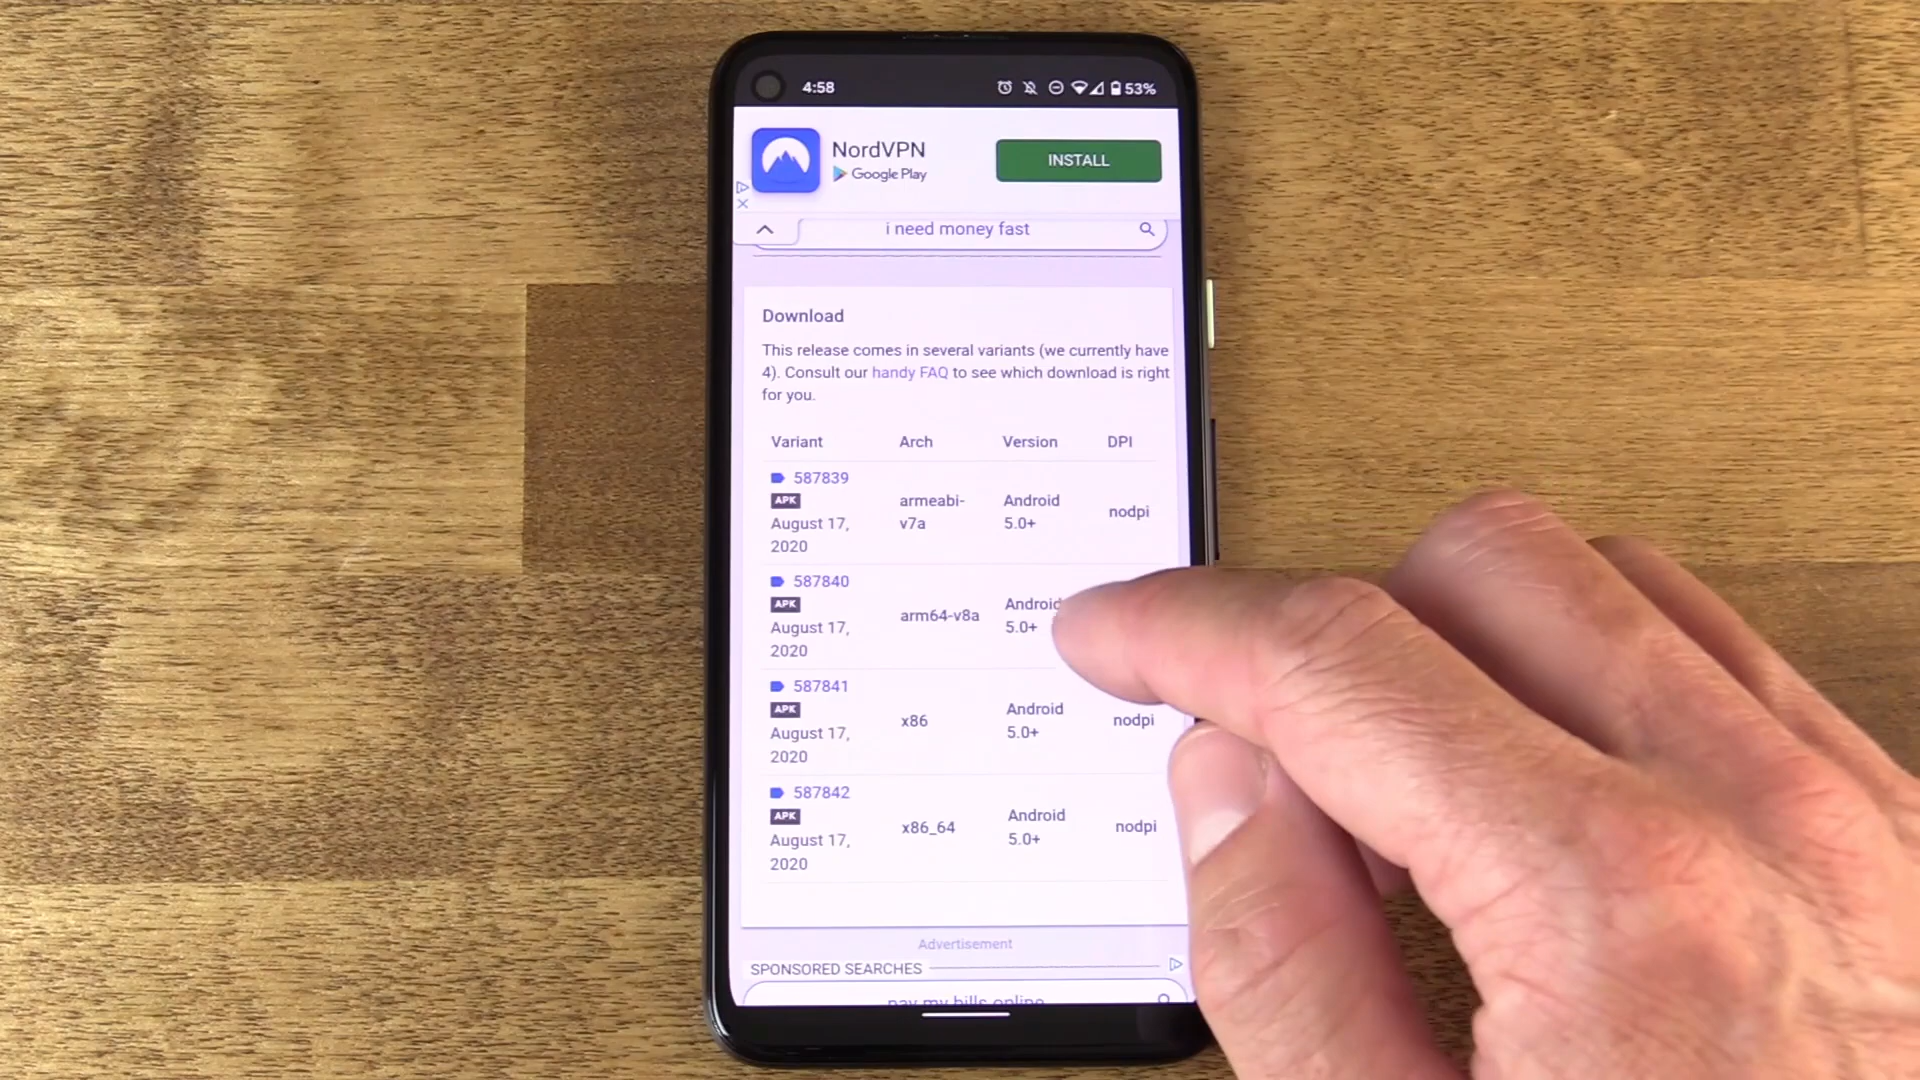 4:58
53%
NordVPN
Google Play
INSTALL
i need money fast
Download
This release comes in several variants (we currently have
4). Consult our handy FAQ to see which download is right
for you.
Variant Arch Version DPI
587839
APK
August 17,
2020
armeabi-
v7a
Android
5.0+
nodpi
587840
APK
August 17,
2020
arm64-v8a
Android
5.0+
587841
APK
August 17,
2020
x86
Android
5.0+
nodpi
587842
APK
August 17,
2020
x86_64
Android
5.0+
nodpi
Advertisement
SPONSORED SEARCHES
pay my bills online